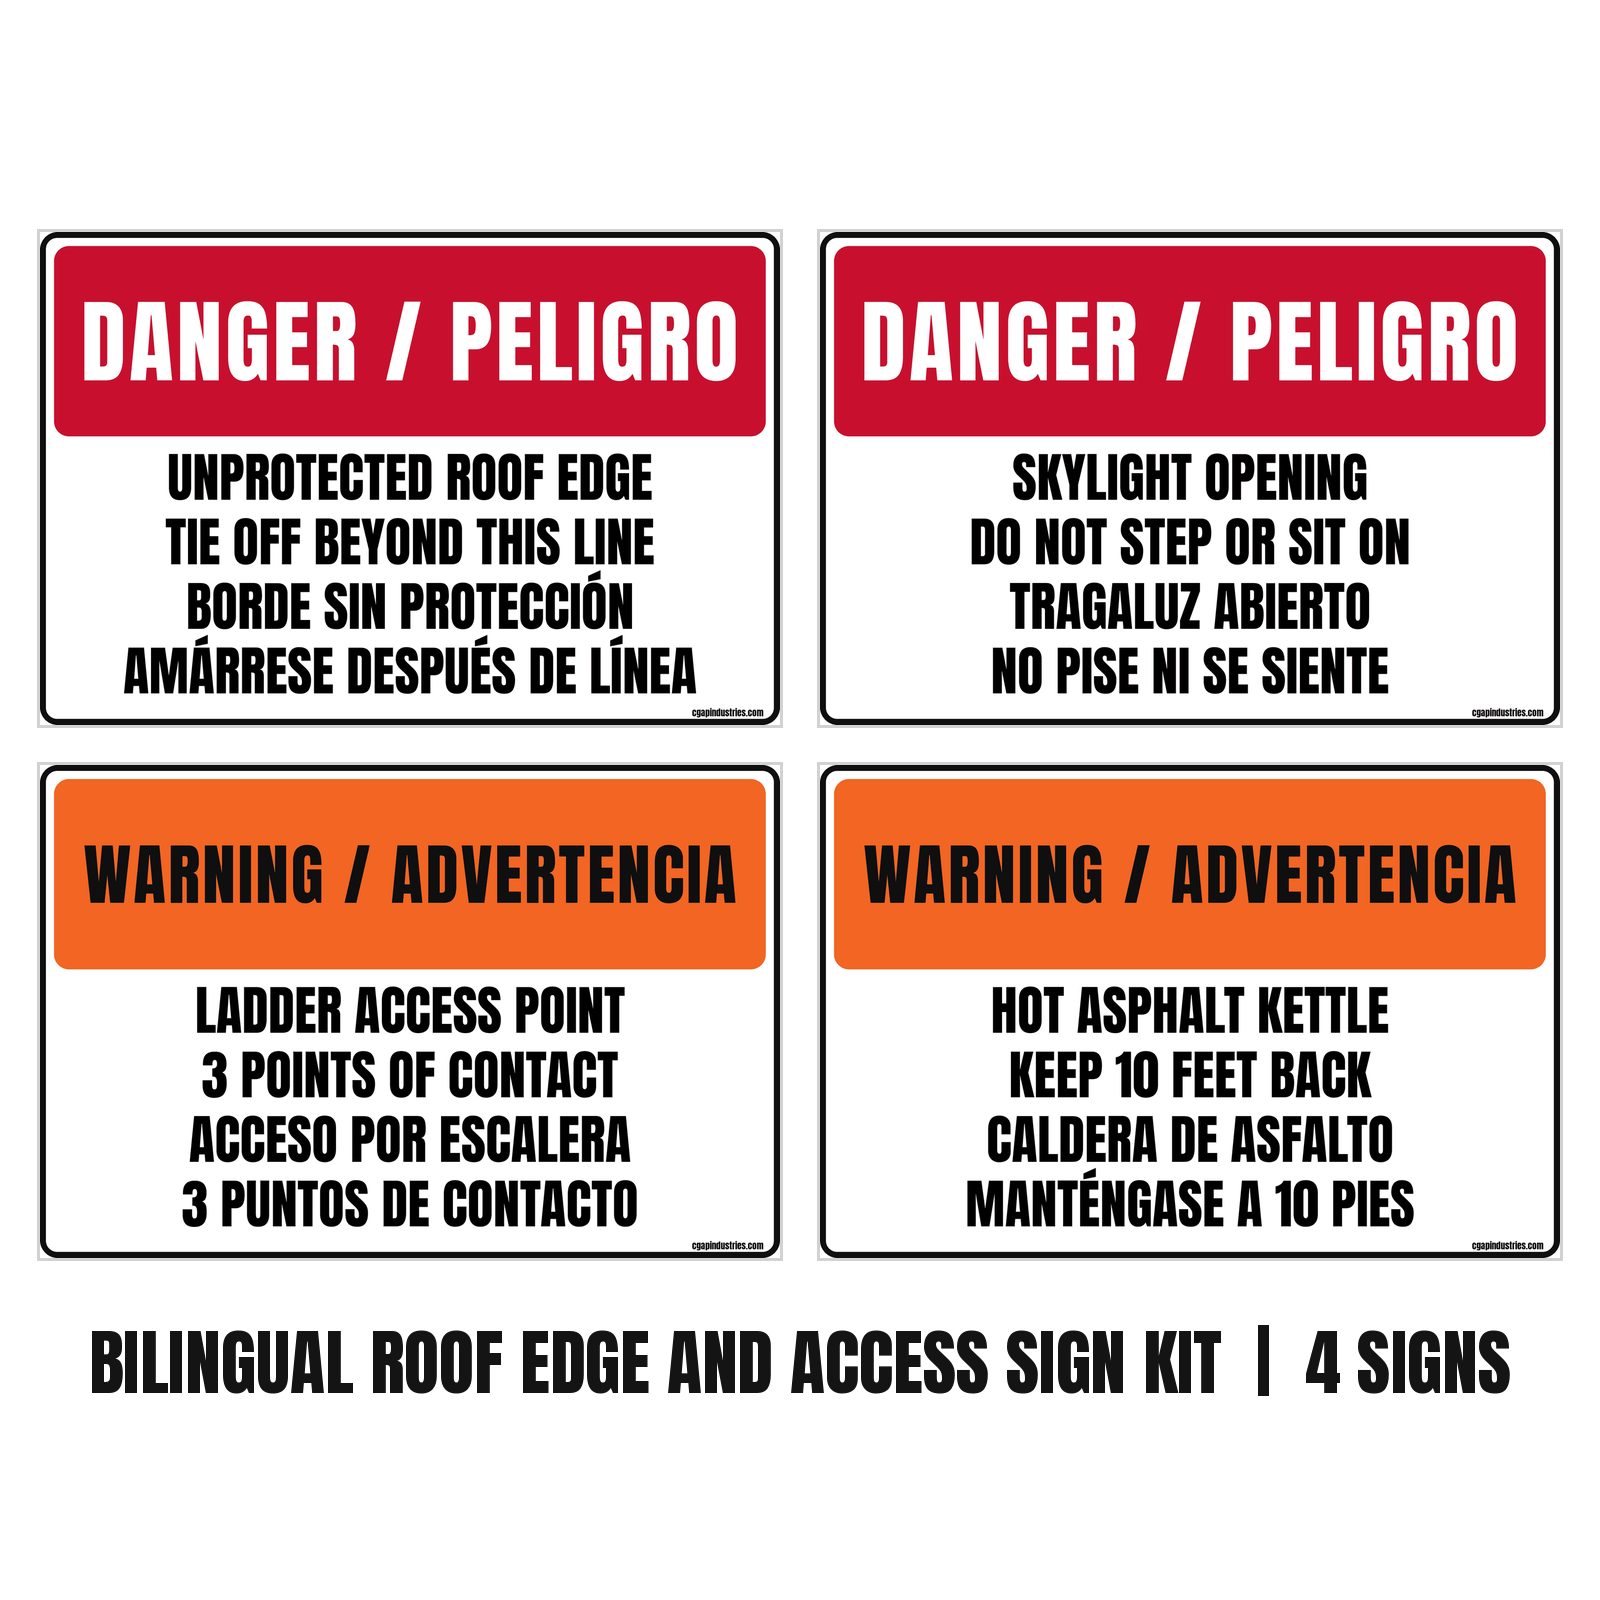 DANGER / PELIGRO
UNPROTECTED ROOF EDGE
TIE OFF BEYOND THIS LINE
BORDE SIN PROTECCIÓN
AMÁRRESE DESPUÉS DE LÍNEA
cgapindustries.com
DANGER / PELIGRO
SKYLIGHT OPENING
DO NOT STEP OR SIT ON
TRAGALUZ ABIERTO
NO PISE NI SE SIENTE
cgapindustries.com
WARNING / ADVERTENCIA
LADDER ACCESS POINT
3 POINTS OF CONTACT
ACCESO POR ESCALERA
3 PUNTOS DE CONTACTO
cgapindustries.com
WARNING / ADVERTENCIA
HOT ASPHALT KETTLE
KEEP 10 FEET BACK
CALDERA DE ASFALTO
MANTÉNGASE A 10 PIES
cgapindustries.com
BILINGUAL ROOF EDGE AND ACCESS SIGN KIT | 4 SIGNS